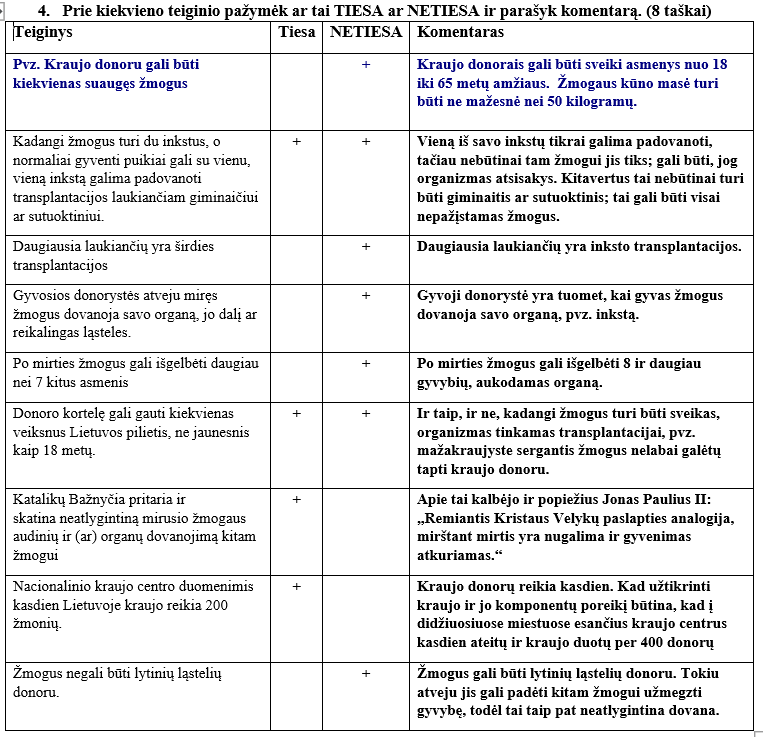 4. Prie kiekvieno teiginio pažymėk ar tai TIESA ar NETIESA ir parašyk komentarą. (8 taškai)
Teiginys Tiesa NETIESA Komentaras
Pvz. Kraujo donoru gali būti
kiekvienas suaugęs žmogus
+
Kraujo donorais gali būti sveiki asmenys nuo 18
iki 65 metų amžiaus. Žmogaus kūno masė turi
būti ne mažesnė nei 50 kilogramų.
Kadangi žmogus turi du inkstus, o
normaliai gyventi puikiai gali su vienu,
vieną inkstą galima padovanoti
transplantacijos laukiančiam giminaičiui
ar sutuoktiniui.
+ +
Vieną iš savo inkstų tikrai galima padovanoti,
tačiau nebūtinai tam žmogui jis tiks; gali būti, jog
organizmas atsisakys. Kitavertus tai nebūtinai turi
būti giminaitis ar sutuoktinis; tai gali būti visai
nepažįstamas žmogus.
Daugiausia laukiančių yra širdies
transplantacijos
+
Daugiausia laukiančių yra inksto transplantacijos.
Gyvosios donorystės atveju miręs
žmogus dovanoja savo organą, jo dalį ar
reikalingas ląsteles.
+
Gyvoji donorystė yra tuomet, kai gyvas žmogus
dovanoja savo organą, pvz. inkstą.
Po mirties žmogus gali išgelbėti daugiau
nei 7 kitus asmenis
+
Po mirties žmogus gali išgelbėti 8 ir daugiau
gyvybių, aukodamas organą.
Donoro kortelę gali gauti kiekvienas
veiksnus Lietuvos pilietis, ne jaunesnis
kaip 18 metų.
+ +
Ir taip, ir ne, kadangi žmogus turi būti sveikas,
organizmas tinkamas transplantacijai, pvz.
mažakraujyste sergantis žmogus nelabai galėtų
tapti kraujo donoru.
Katalikų Bažnyčia pritaria ir
skatina neatlygintiną mirusio žmogaus
audinių ir (ar) organų dovanojimą kitam
žmogui
+
Apie tai kalbėjo ir popiežius Jonas Paulius II:
„Remiantis Kristaus Velykų paslapties analogija,
mirštant mirtis yra nugalima ir gyvenimas
atkuriamas.“
Nacionalinio kraujo centro duomenimis
kasdien Lietuvoje kraujo reikia 200
žmonių.
+
Kraujo donorų reikia kasdien. Kad užtikrinti
kraujo ir jo komponentų poreikį būtina, kad į
didžiuosiuose miestuose esančius kraujo centrus
kasdien ateitų ir kraujo duotų per 400 donorų
Žmogus negali būti lytinių ląstelių
donoru.
+
Žmogus gali būti lytinių ląstelių donoru. Tokiu
atveju jis gali padėti kitam žmogui užmegzti
gyvybę, todėl tai taip pat neatlygintina dovana.